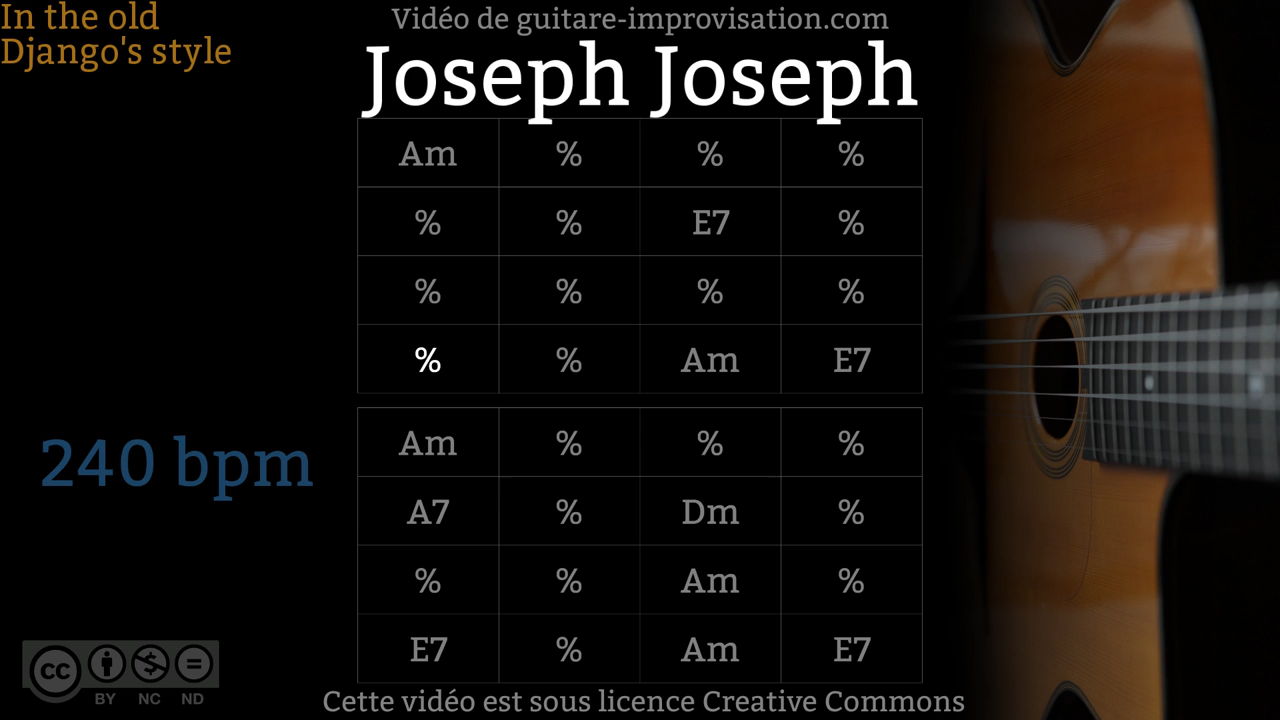 In the old
Django's style
Vidéo de guitare-improvisation.com
Joseph Joseph
Am % % %
% % E7 %
% % % %
% % Am E7
240 bpm
Am % % %
A7 % Dm %
% % Am %
E7 % Am E7
cc BY NC ND
Cette vidéo est sous licence Creative Commons